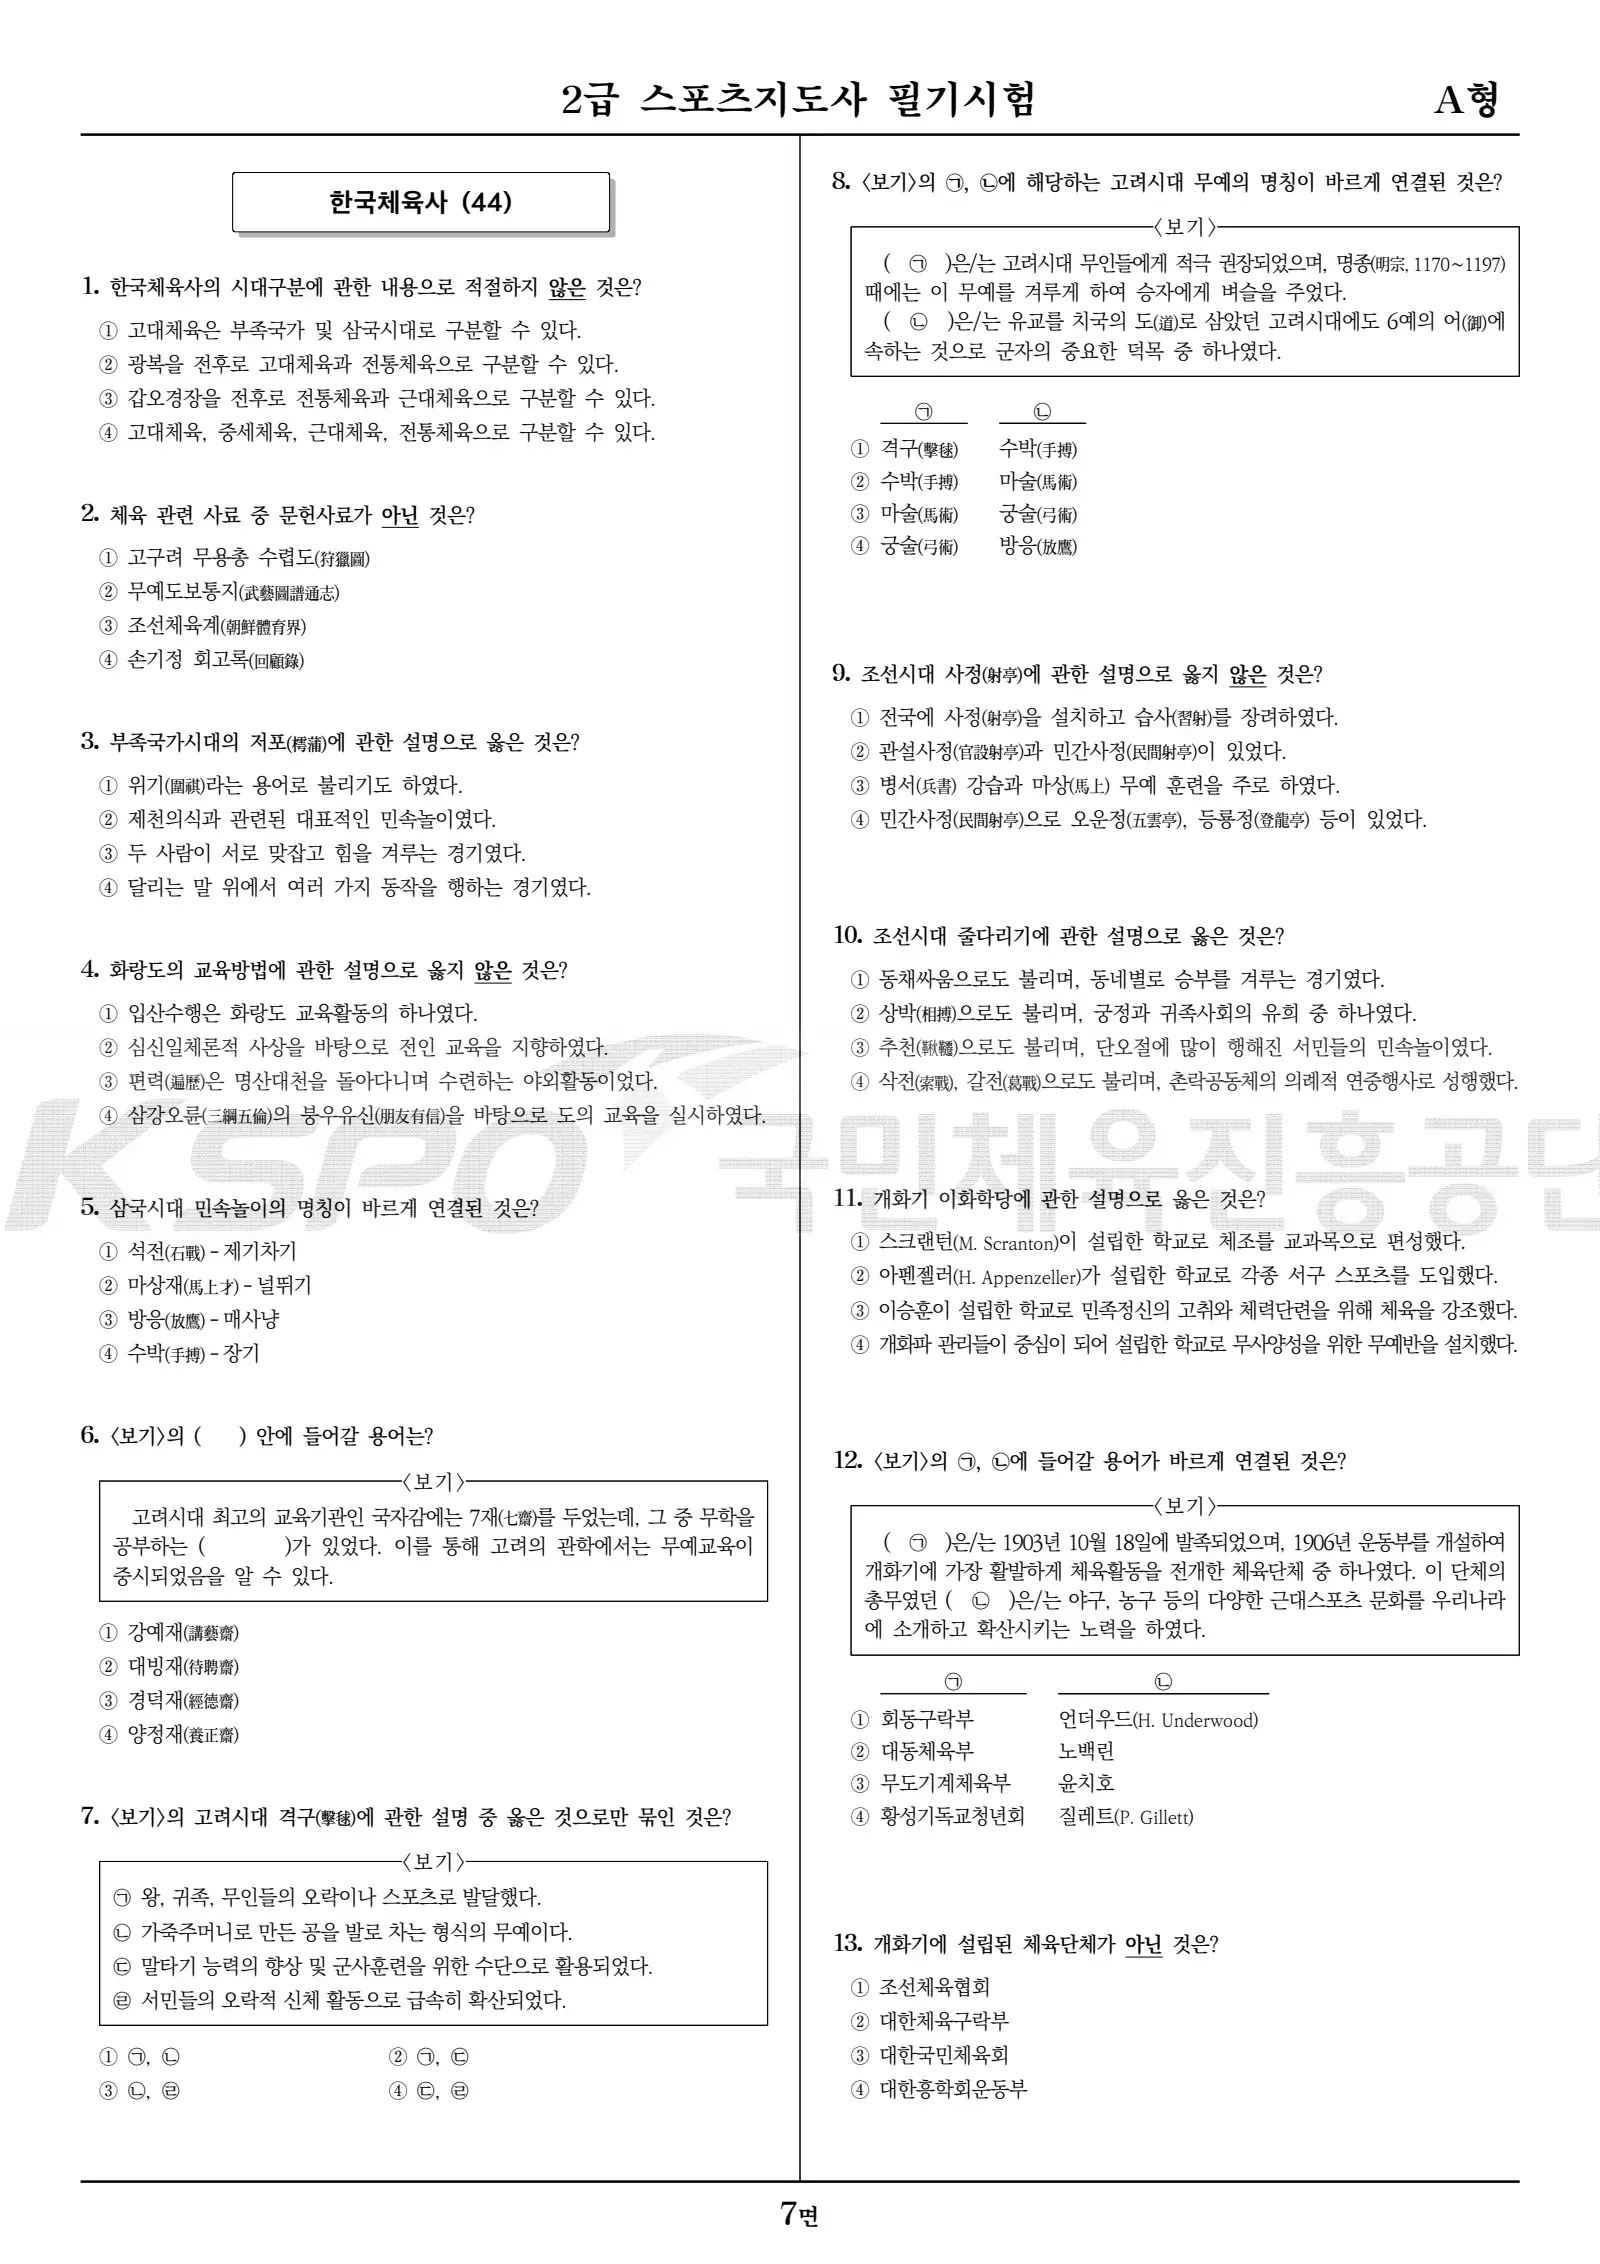 2급 스포츠지도사 필기시험
A형
한국체육사 (44)
1. 한국체육사의 시대구분에 관한 내용으로 적절하지 않은 것은?
① 고대체육은 부족국가 및 삼국시대로 구분할 수 있다.
② 광복을 전후로 고대체육과 전통체육으로 구분할 수 있다.
③ 갑오경장을 전후로 전통체육과 근대체육으로 구분할 수 있다.
④ 고대체육, 중세체육, 근대체육, 전통체육으로 구분할 수 있다.
2. 체육 관련 사료 중 문헌사료가 아닌 것은?
① 고구려 무용총 수렵도(狩獵圖)
② 무예도보통지(武藝圖譜通志)
③ 조선체육계(朝鮮體育界)
④ 손기정 회고록(回顧錄)
3. 부족국가시대의 저포(樗蒲)에 관한 설명으로 옳은 것은?
① 위기(圍祺)라는 용어로 불리기도 하였다.
② 제천의식과 관련된 대표적인 민속놀이였다.
③ 두 사람이 서로 맞잡고 힘을 겨루는 경기였다.
④ 달리는 말 위에서 여러 가지 동작을 행하는 경기였다.
4. 화랑도의 교육방법에 관한 설명으로 옳지 않은 것은?
① 입산수행은 화랑도 교육활동의 하나였다.
② 심신일체론적 사상을 바탕으로 전인 교육을 지향하였다.
③ 편력(遍歷)은 명산대천을 돌아다니며 수련하는 야외활동이었다.
④ 삼강오륜(三綱五倫)의 붕우유신(朋友有信)을 바탕으로 도의 교육을 실시하였다.
5. 삼국시대 민속놀이의 명칭이 바르게 연결된 것은?
① 석전(石戰) - 제기차기
② 마상재(馬上才) - 널뛰기
③ 방응(放鷹) - 매사냥
④ 수박(手搏) - 장기
6. 〈보기〉의 (    ) 안에 들어갈 용어는?
〈보기〉
고려시대 최고의 교육기관인 국자감에는 7재(七齋)를 두었는데, 그 중 무학을
공부하는 (        )가 있었다. 이를 통해 고려의 관학에서는 무예교육이
중시되었음을 알 수 있다.
① 강예재(講藝齋)
② 대빙재(待聘齋)
③ 경덕재(經德齋)
④ 양정재(養正齋)
7. 〈보기〉의 고려시대 격구(擊毬)에 관한 설명 중 옳은 것으로만 묶인 것은?
〈보기〉
㉠ 왕, 귀족, 무인들의 오락이나 스포츠로 발달했다.
㉡ 가죽주머니로 만든 공을 발로 차는 형식의 무예이다.
㉢ 말타기 능력의 향상 및 군사훈련을 위한 수단으로 활용되었다.
㉣ 서민들의 오락적 신체 활동으로 급속히 확산되었다.
① ㉠, ㉡ ② ㉠, ㉢
③ ㉡, ㉣ ④ ㉢, ㉣
8. 〈보기〉의 ㉠, ㉡에 해당하는 고려시대 무예의 명칭이 바르게 연결된 것은?
〈보기〉
( ㉠ )은/는 고려시대 무인들에게 적극 권장되었으며, 명종(明宗, 1170~1197)
때에는 이 무예를 겨루게 하여 승자에게 벼슬을 주었다.
( ㉡ )은/는 유교를 치국의 도(道)로 삼았던 고려시대에도 6예의 어(御)에
속하는 것으로 군자의 중요한 덕목 중 하나였다.
㉠ ㉡
① 격구(擊毬) 수박(手搏)
② 수박(手搏) 마술(馬術)
③ 마술(馬術) 궁술(弓術)
④ 궁술(弓術) 방응(放鷹)
9. 조선시대 사정(射亭)에 관한 설명으로 옳지 않은 것은?
① 전국에 사정(射亭)을 설치하고 습사(習射)를 장려하였다.
② 관설사정(官設射亭)과 민간사정(民間射亭)이 있었다.
③ 병서(兵書) 강습과 마상(馬上) 무예 훈련을 주로 하였다.
④ 민간사정(民間射亭)으로 오운정(五雲亭), 등룡정(登龍亭) 등이 있었다.
10. 조선시대 줄다리기에 관한 설명으로 옳은 것은?
① 동채싸움으로도 불리며, 동네별로 승부를 겨루는 경기였다.
② 상박(相搏)으로도 불리며, 궁정과 귀족사회의 유희 중 하나였다.
③ 추천(鞦韆)으로도 불리며, 단오절에 많이 행해진 서민들의 민속놀이였다.
④ 삭전(索戰), 갈전(葛戰)으로도 불리며, 촌락공동체의 의례적 연중행사로 성행했다.
11. 개화기 이화학당에 관한 설명으로 옳은 것은?
① 스크랜턴(M. Scranton)이 설립한 학교로 체조를 교과목으로 편성했다.
② 아펜젤러(H. Appenzeller)가 설립한 학교로 각종 서구 스포츠를 도입했다.
③ 이승훈이 설립한 학교로 민족정신의 고취와 체력단련을 위해 체육을 강조했다.
④ 개화파 관리들이 중심이 되어 설립한 학교로 무사양성을 위한 무예반을 설치했다.
12. 〈보기〉의 ㉠, ㉡에 들어갈 용어가 바르게 연결된 것은?
〈보기〉
( ㉠ )은/는 1903년 10월 18일에 발족되었으며, 1906년 운동부를 개설하여
개화기에 가장 활발하게 체육활동을 전개한 체육단체 중 하나였다. 이 단체의
총무였던 ( ㉡ )은/는 야구, 농구 등의 다양한 근대스포츠 문화를 우리나라
에 소개하고 확산시키는 노력을 하였다.
㉠ ㉡
① 회동구락부 언더우드(H. Underwood)
② 대동체육부 노백린
③ 무도기계체육부 윤치호
④ 황성기독교청년회 질레트(P. Gillett)
13. 개화기에 설립된 체육단체가 아닌 것은?
① 조선체육협회
② 대한체육구락부
③ 대한국민체육회
④ 대한흥학회운동부
KSPO 국민체육진흥공단
7면